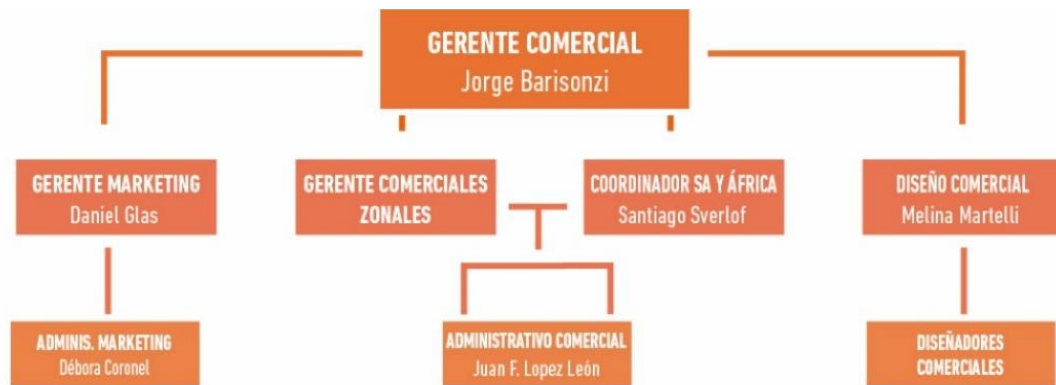 GERENTE COMERCIAL
Jorge Barisonzi
GERENTE MARKETING
Daniel Glas
GERENTE COMERCIALES
ZONALES
COORDINADOR SA Y ÁFRICA
Santiago Sverlof
DISEÑO COMERCIAL
Melina Martelli
ADMINIS. MARKETING
Débora Coronel
ADMINISTRATIVO COMERCIAL
Juan F. Lopez León
DISEÑADORES
COMERCIALES